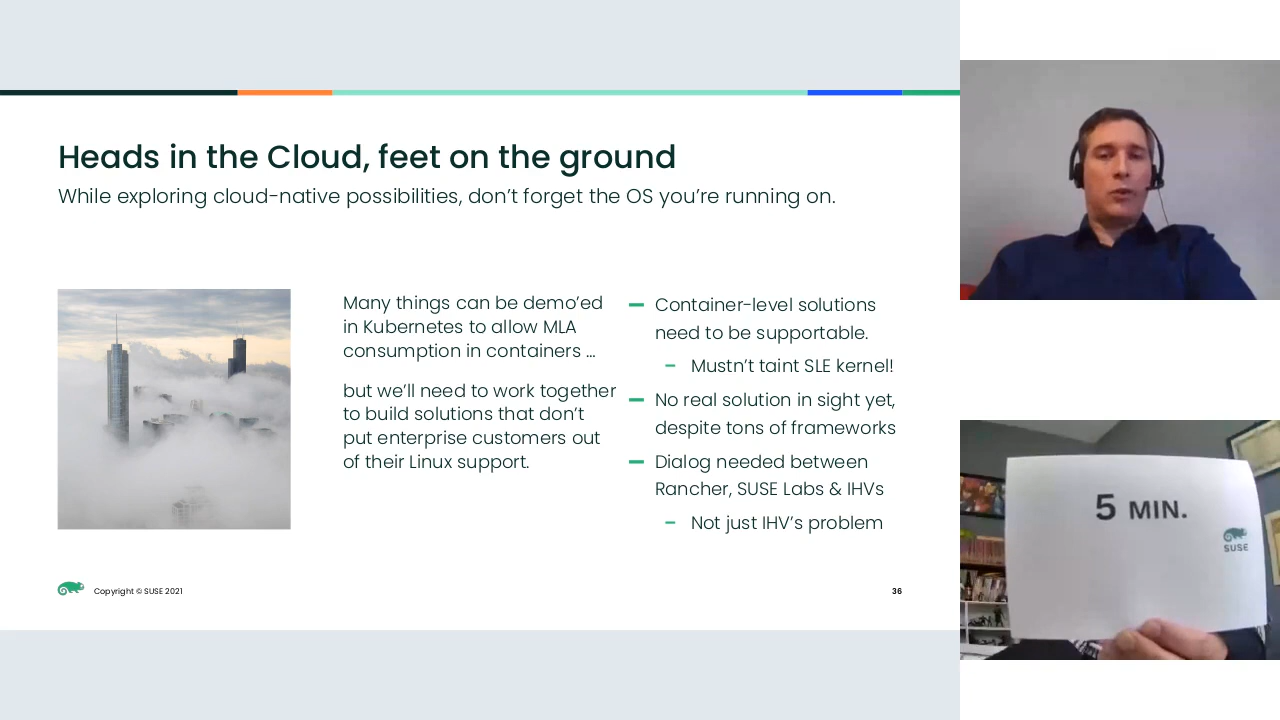 Heads in the Cloud, feet on the ground
While exploring cloud-native possibilities, don’t forget the OS you’re running on.
Many things can be demo’ed
in Kubernetes to allow MLA
consumption in containers ...
but we’ll need to work together
to build solutions that don’t
put enterprise customers out
of their Linux support.
Container-level solutions
need to be supportable.
Mustn’t taint SLE kernel!
No real solution in sight yet,
despite tons of frameworks
Dialog needed between
Rancher, SUSE Labs & IHVs
Not just IHV’s problem
Copyright © SUSE 2021
36
5 MIN.
SUSE